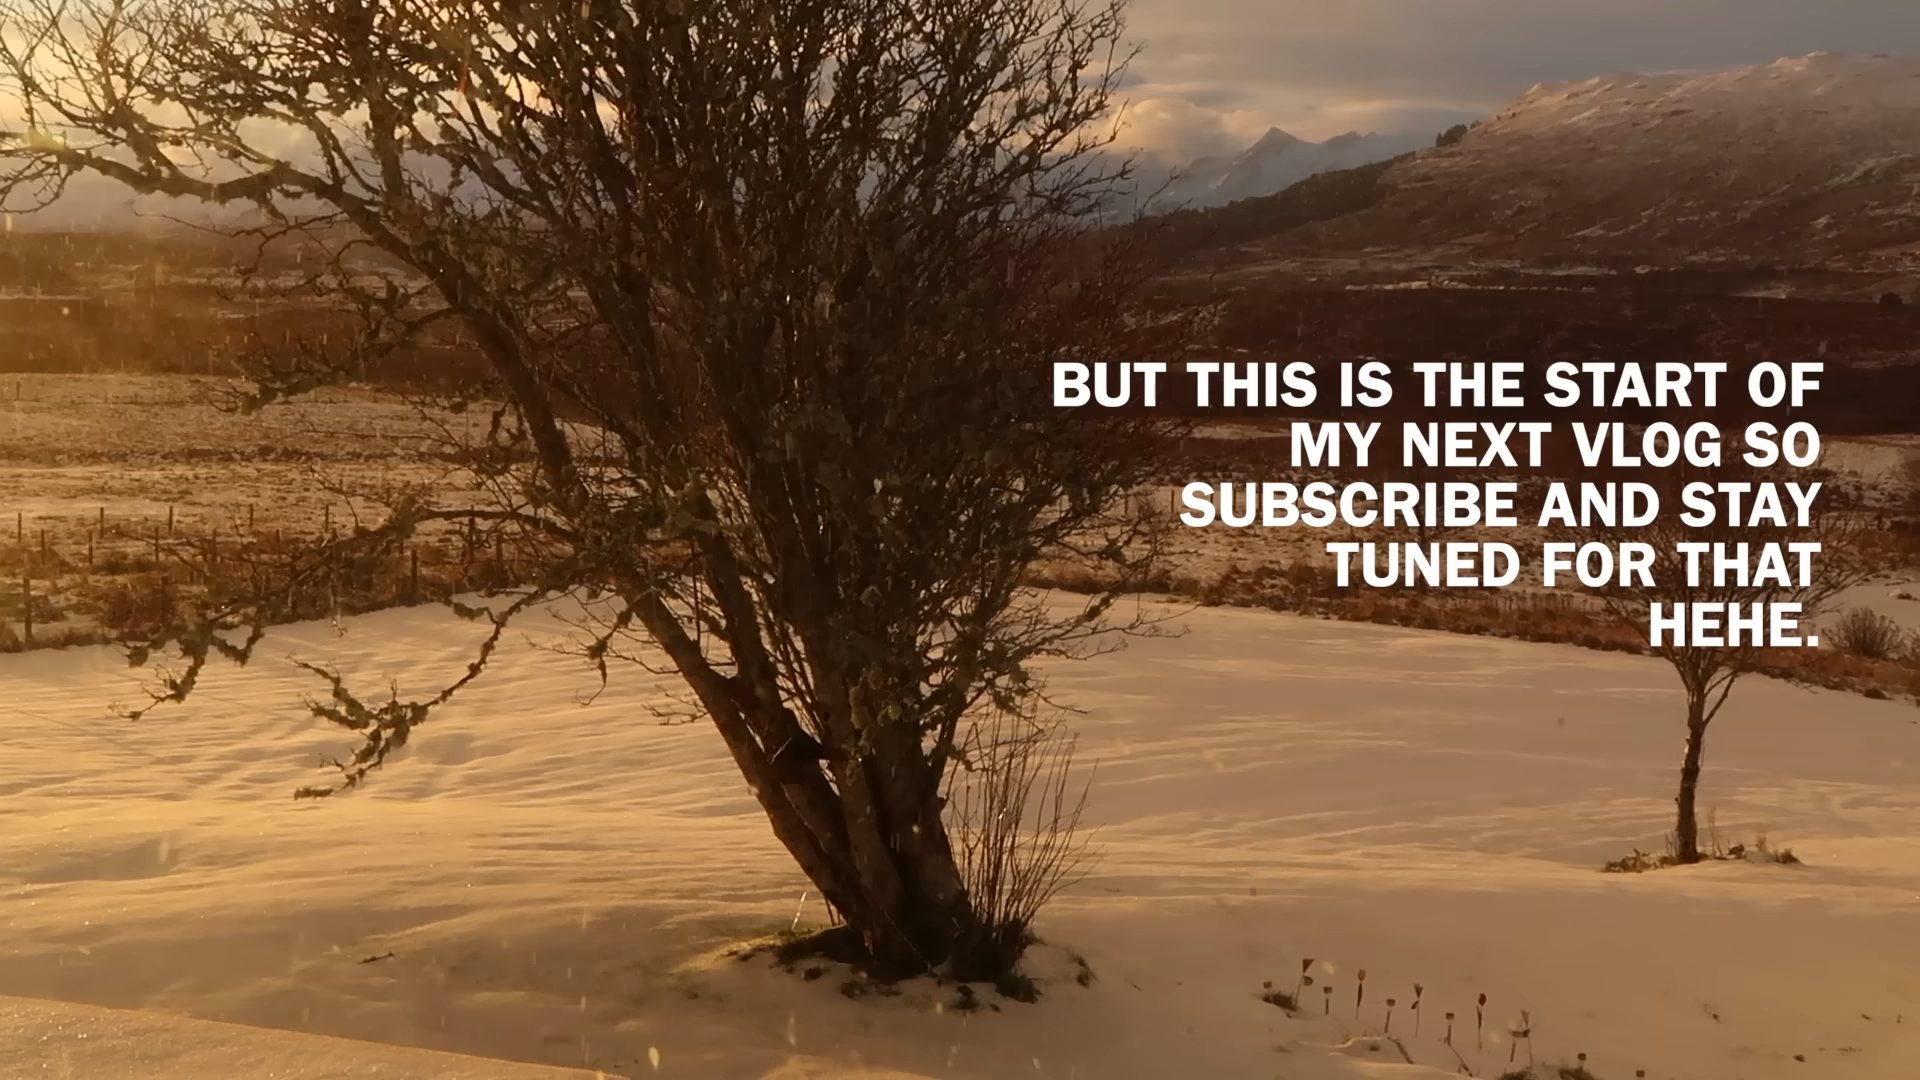 BUT THIS IS THE START OF
MY NEXT VLOG SO
SUBSCRIBE AND STAY
TUNED FOR THAT
HEHE.